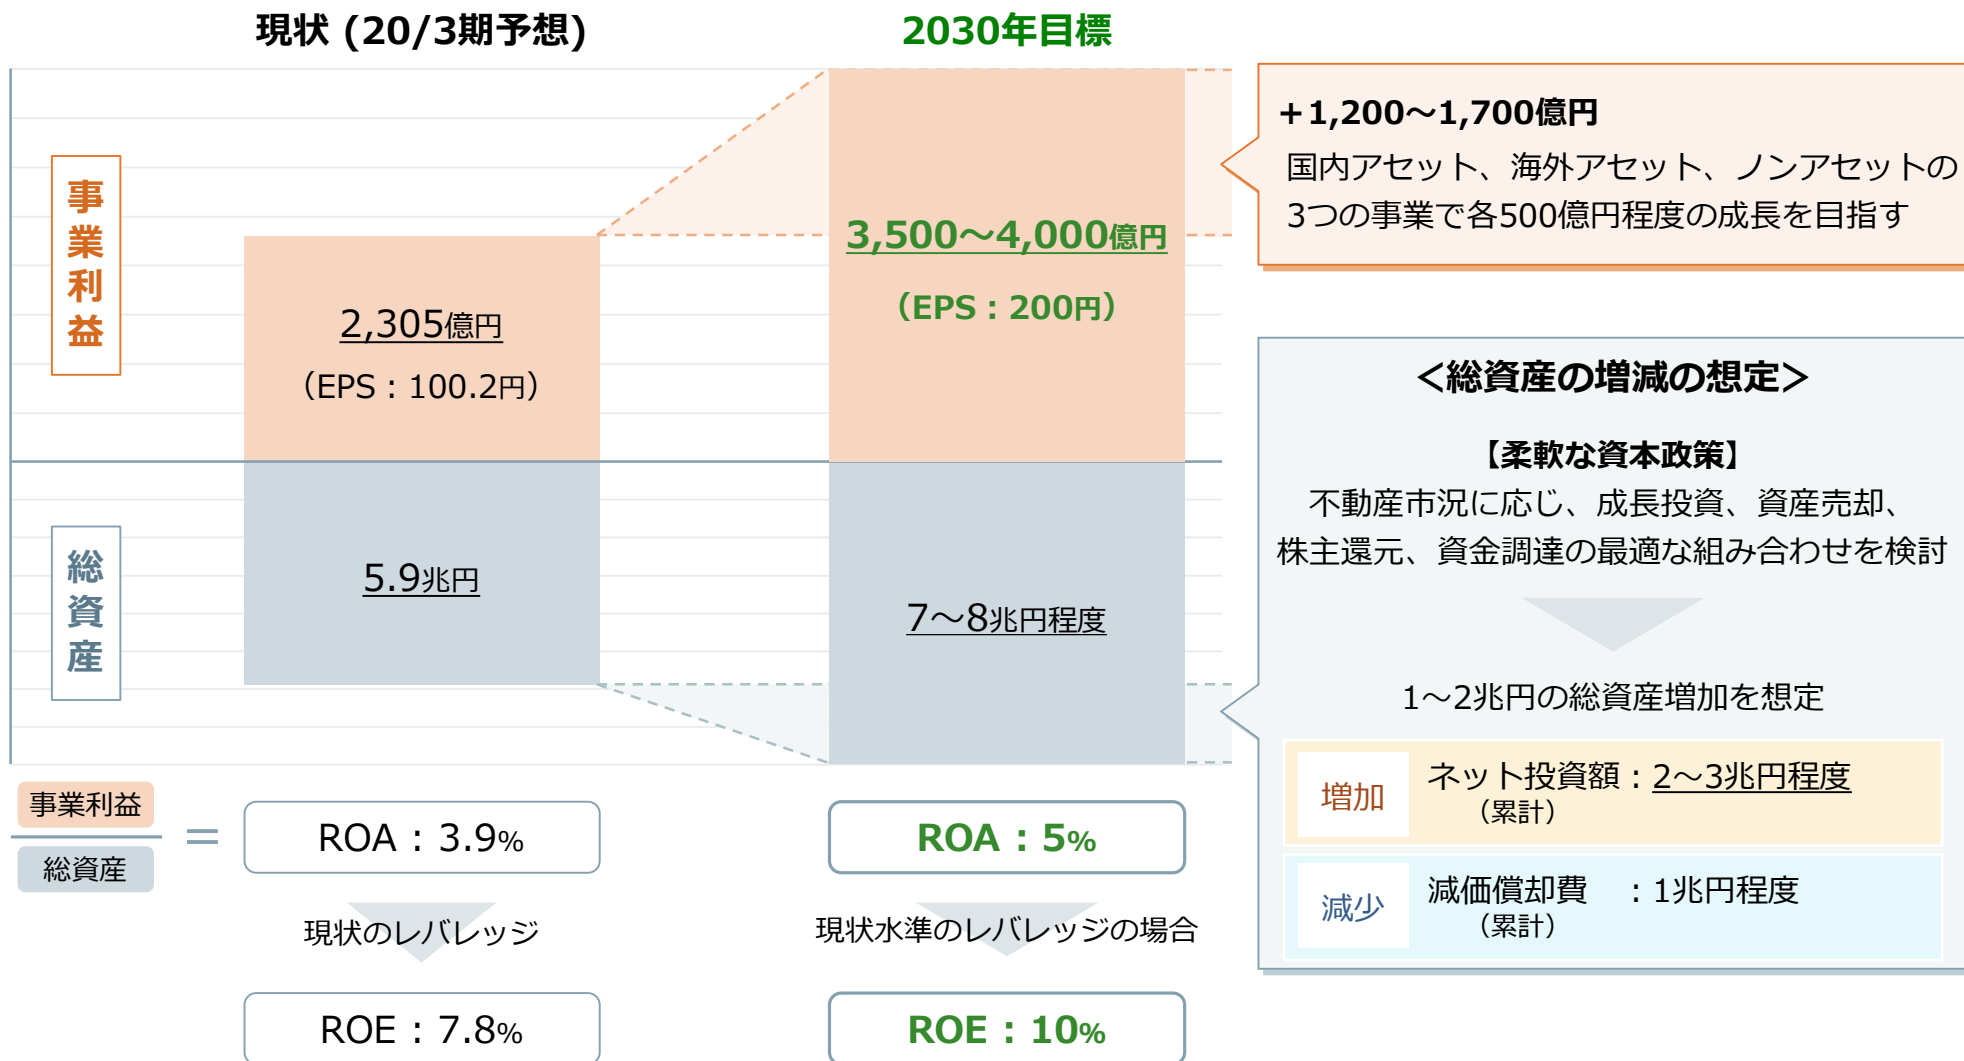 現状 (20/3期予想)
2030年目標
事業利益
2,305億円
（EPS：100.2円）
3,500～4,000億円
（EPS：200円）
+1,200～1,700億円
国内アセット、海外アセット、ノンアセットの
3つの事業で各500億円程度の成長を目指す
総資産
5.9兆円
7～8兆円程度
＜総資産の増減の想定＞
【柔軟な資本政策】
不動産市況に応じ、成長投資、資産売却、
株主還元、資金調達の最適な組み合わせを検討
1～2兆円の総資産増加を想定
増加
ネット投資額：2～3兆円程度
（累計）
減少
減価償却費　：1兆円程度
（累計）
事業利益
総資産
＝
ROA：3.9%
ROA：5%
現状のレバレッジ
現状水準のレバレッジの場合
ROE：7.8%
ROE：10%